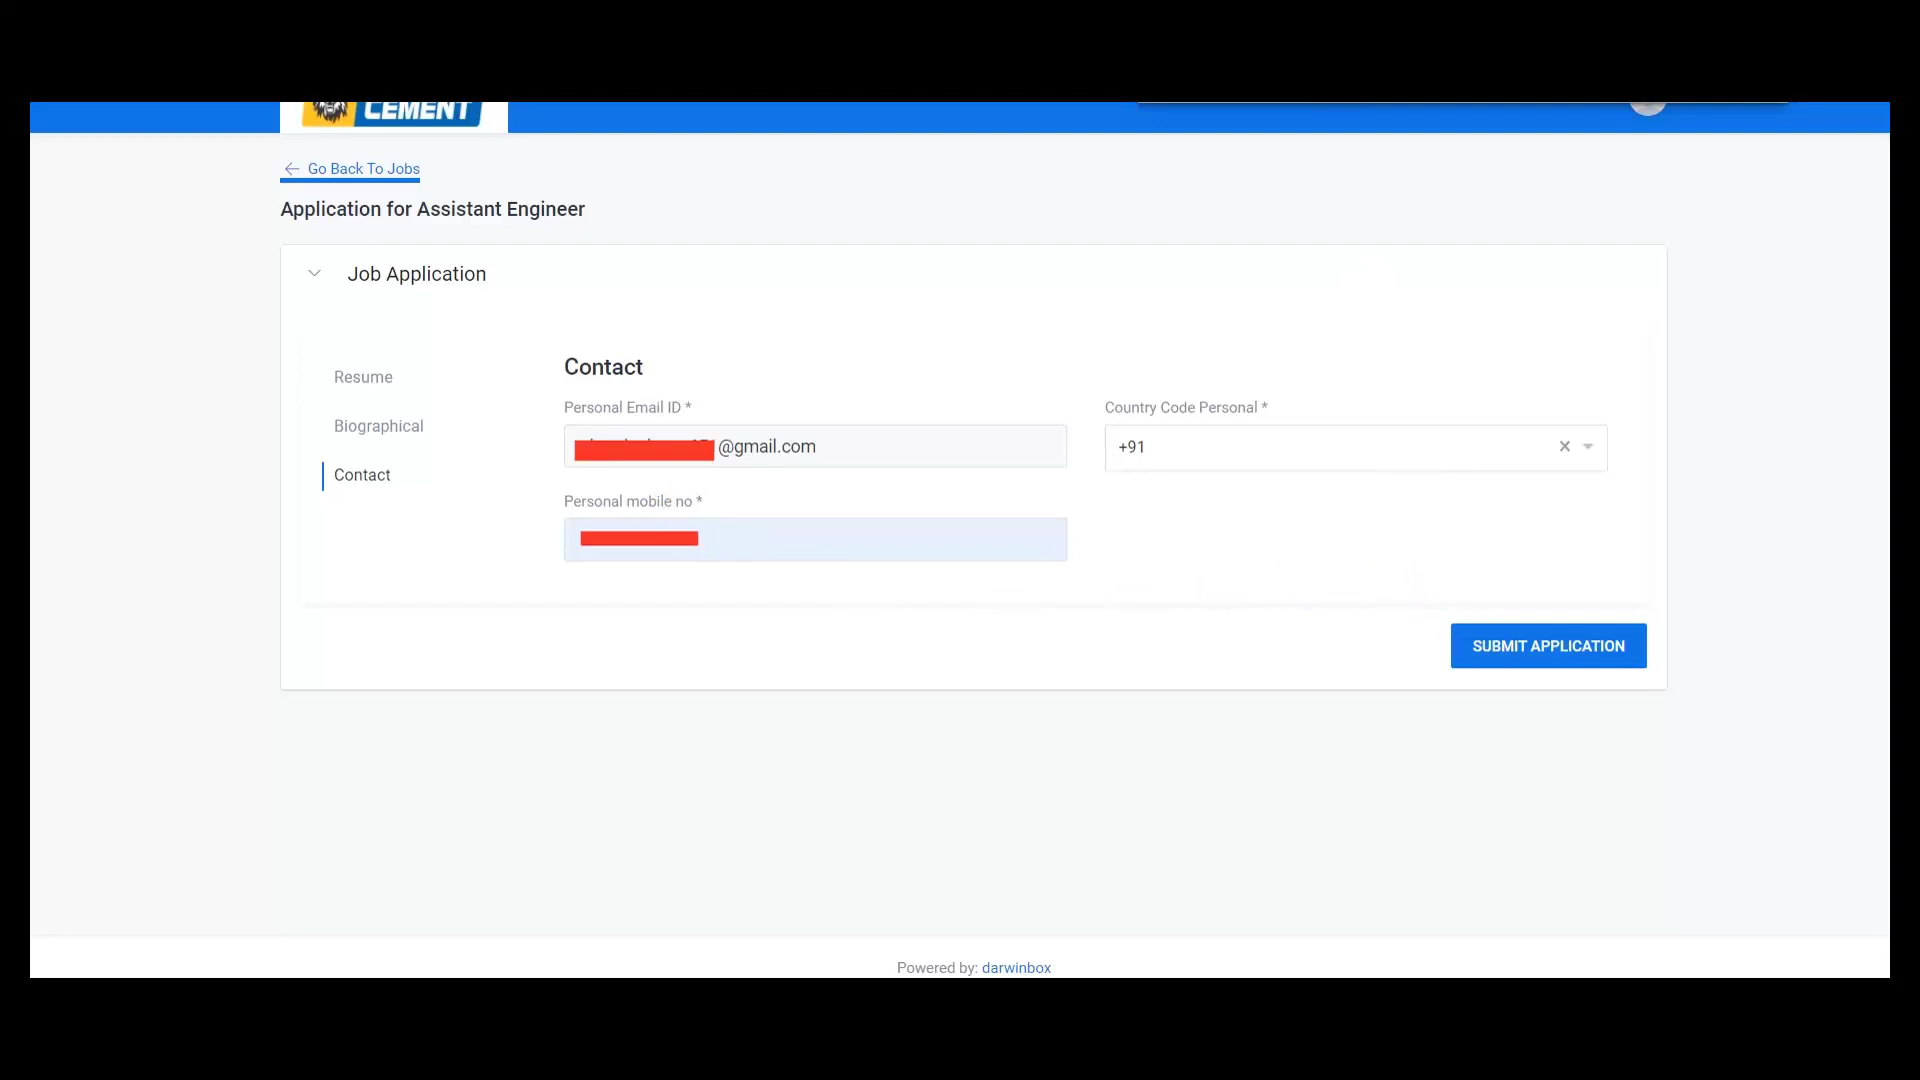 CEMENT
Go Back To Jobs
Application for Assistant Engineer
Job Application
Resume
Biographical
Contact
Contact
Personal Email ID *
Country Code Personal *
@gmail.com
+91
Personal mobile no *
SUBMIT APPLICATION
Powered by: darwinbox